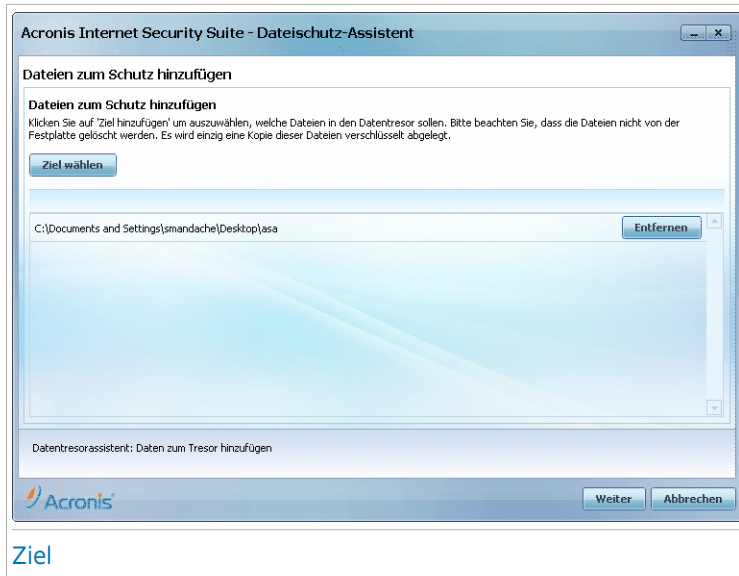 Acronis Internet Security Suite - Dateischutz-Assistent
Dateien zum Schutz hinzufügen
Dateien zum Schutz hinzufügen
Klicken Sie auf 'Ziel hinzufügen' um auszuwählen, welche Dateien in den Datentresor sollen. Bitte beachten Sie, dass die Dateien nicht von der
Festplatte gelöscht werden. Es wird einzig eine Kopie dieser Dateien verschlüsselt abgelegt.
Ziel wählen
C:\Documents and Settings\smandache\Desktop\asa
Entfernen
Datentresorassistent: Daten zum Tresor hinzufügen
Acronis
Weiter
Abbrechen
Ziel